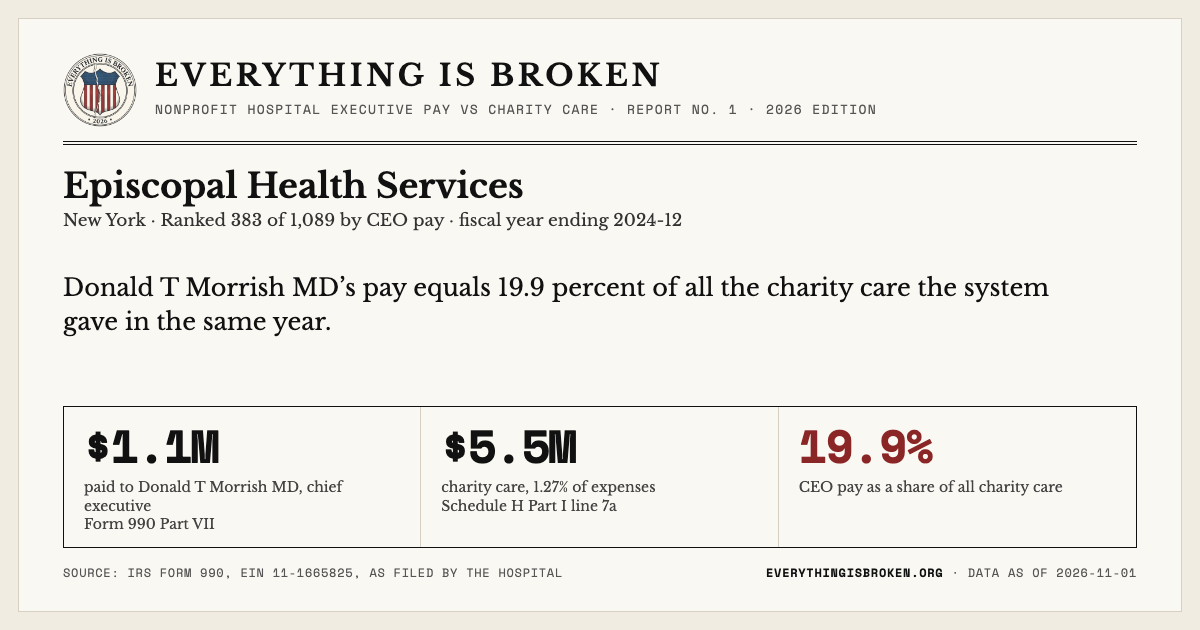 EVERYTHING IS BROKEN
2026
EVERYTHING IS BROKEN
NONPROFIT HOSPITAL EXECUTIVE PAY VS CHARITY CARE · REPORT NO. 1 · 2026 EDITION
Episcopal Health Services
New York · Ranked 383 of 1,089 by CEO pay · fiscal year ending 2024-12
Donald T Morrish MD’s pay equals 19.9 percent of all the charity care the system
gave in the same year.
$1.1M
paid to Donald T Morrish MD, chief
executive
Form 990 Part VII
$5.5M
charity care, 1.27% of expenses
Schedule H Part I line 7a
19.9%
CEO pay as a share of all charity care
SOURCE: IRS FORM 990, EIN 11-1665825, AS FILED BY THE HOSPITAL
EVERYTHINGISBROKEN.ORG · DATA AS OF 2026-11-01